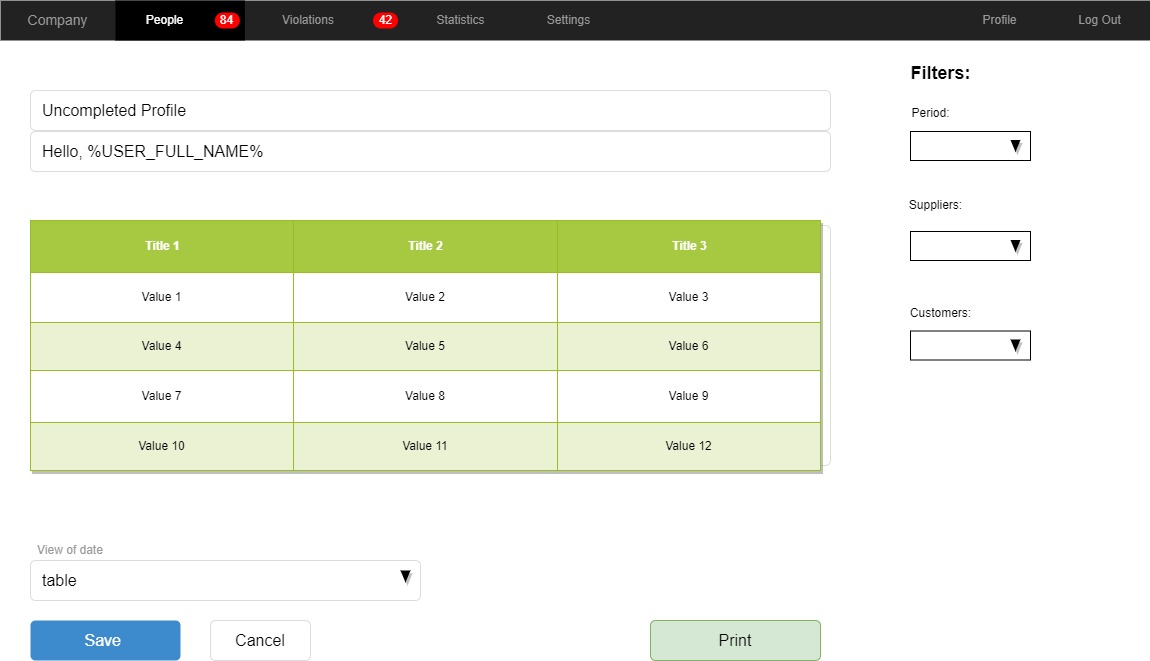 Company People 84 Violations 42 Statistics Settings Profile Log Out
Filters:
Uncompleted Profile
Hello, %USER_FULL_NAME%
Period:
Suppliers:
Customers:
Title 1 Title 2 Title 3
Value 1 Value 2 Value 3
Value 4 Value 5 Value 6
Value 7 Value 8 Value 9
Value 10 Value 11 Value 12
View of date
table
Save Cancel Print